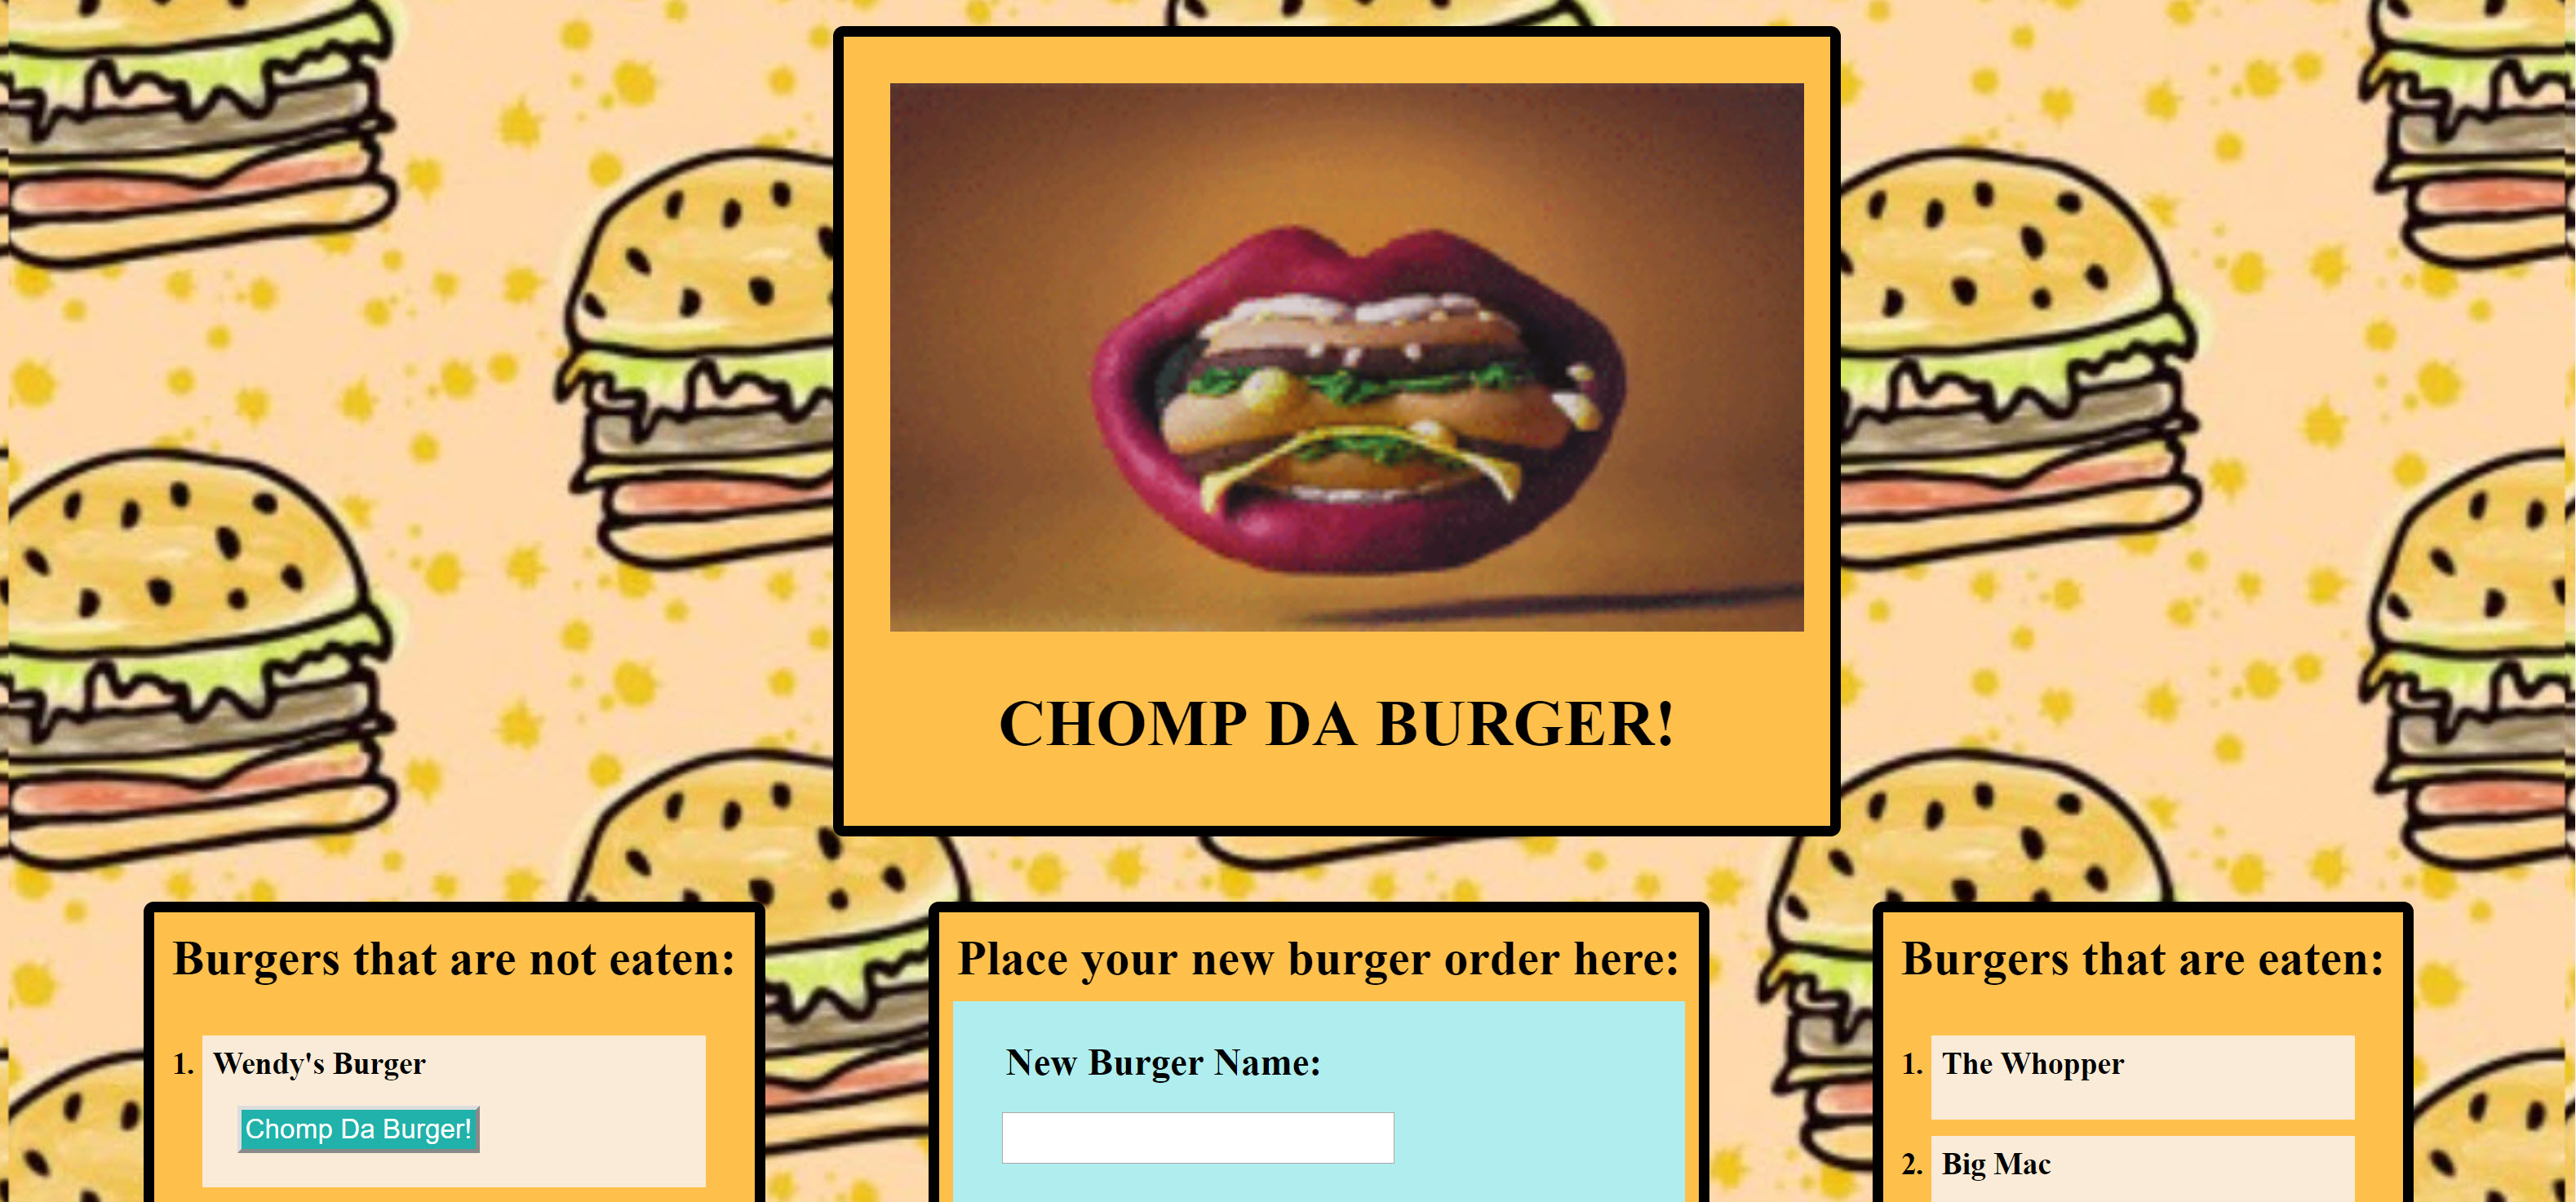 CHOMP DA BURGER!
Burgers that are not eaten:
1. Wendy's Burger
Chomp Da Burger!
Place your new burger order here:
New Burger Name:
Burgers that are eaten:
1. The Whopper
2. Big Mac